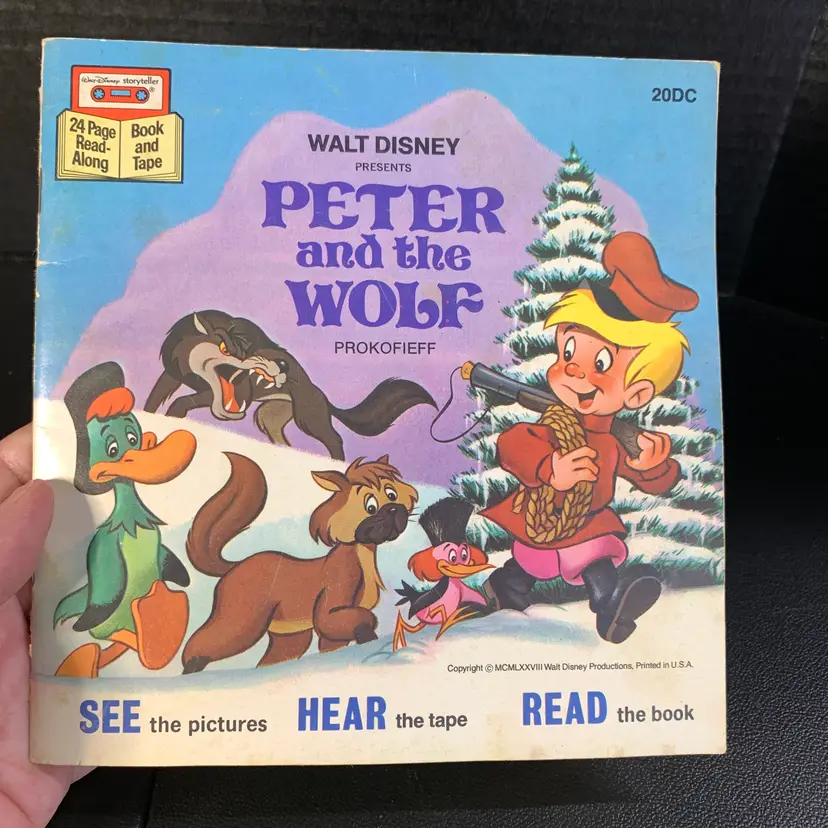 Walt Disney storyteller ®
24 Page
Read-
Along
Book
and
Tape
20DC
WALT DISNEY
PRESENTS
PETER
and the
WOLF
PROKOFIEFF
Copyright © MCMLXXVIII Walt Disney Productions, Printed in U.S.A.
SEE the pictures HEAR the tape READ the book